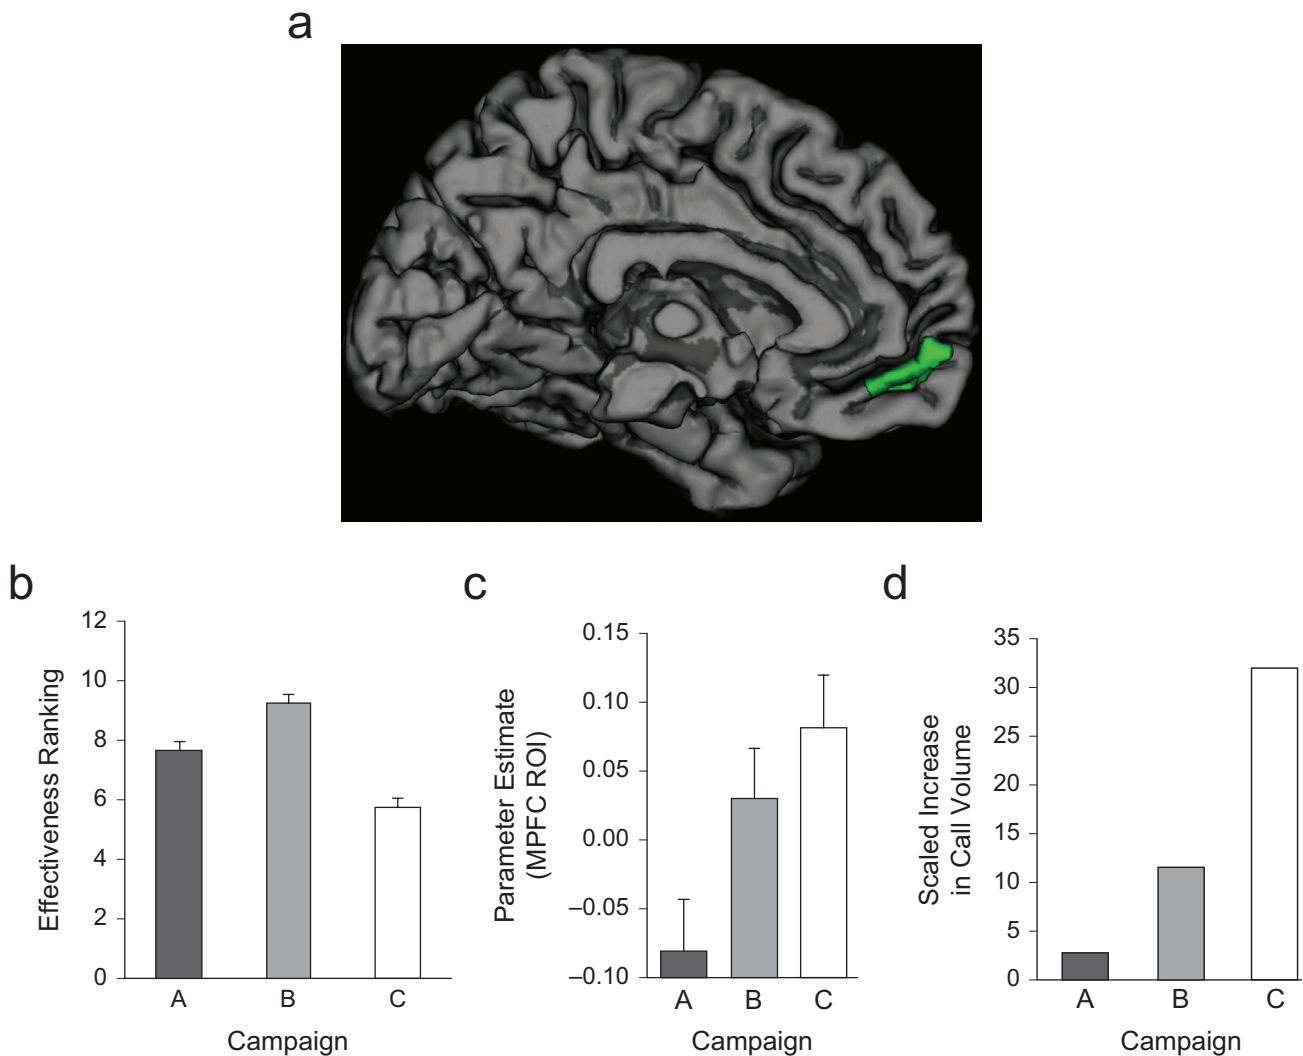 a
b
12
10
8
6
4
2
0
Effectiveness Ranking
A B C
Campaign
c
0.15
0.10
0.05
0.00
–0.05
–0.10
Parameter Estimate
(MPFC ROI)
A B C
Campaign
d
35
30
25
20
15
10
5
0
Scaled Increase
in Call Volume
A B C
Campaign